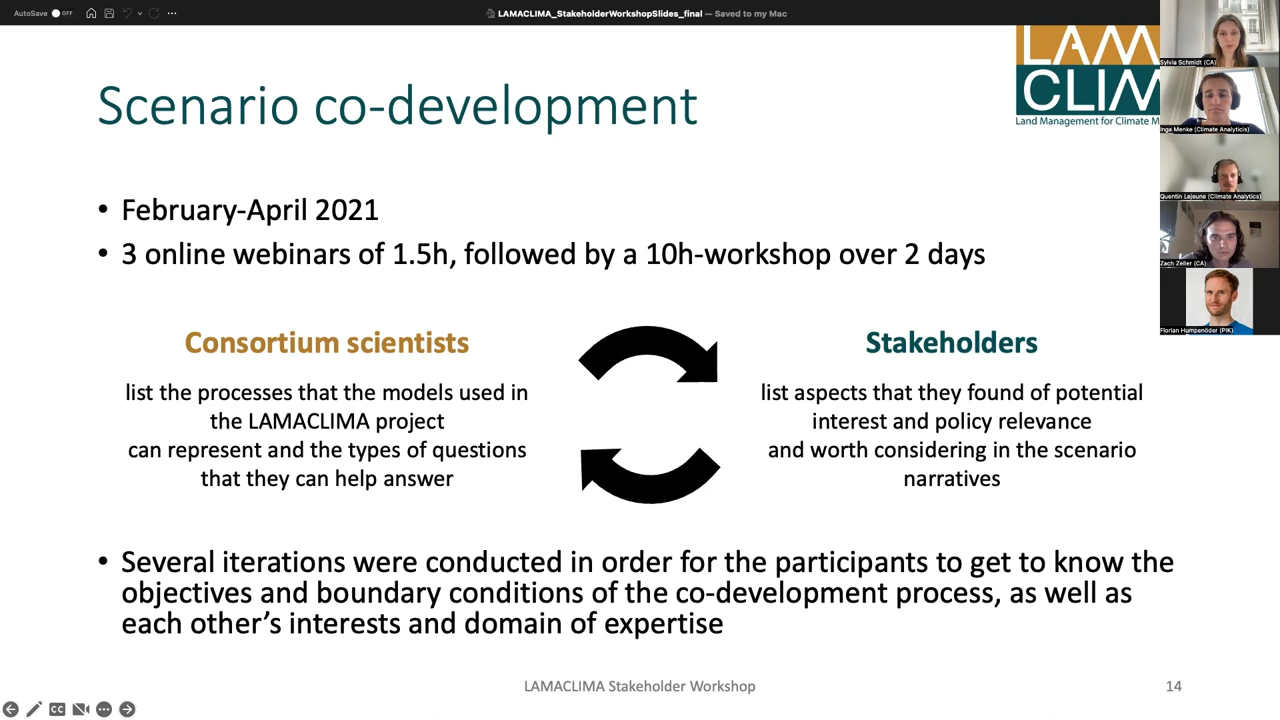 AutoSave OFF
LAMACLIMA_StakeholderWorkshopSlides_final — Saved to my Mac
LAM
CLIM
Land Management for Climate M
Sylvia Schmidt (CA)
Inga Menke (Climate Analytics)
Quentin Lejeune (Climate Analytics)
Zach Zeller (CA)
Florian Humpenöder (PIK)
Scenario co-development
• February-April 2021
• 3 online webinars of 1.5h, followed by a 10h-workshop over 2 days
Consortium scientists
list the processes that the models used in
the LAMACLIMA project
can represent and the types of questions
that they can help answer
Stakeholders
list aspects that they found of potential
interest and policy relevance
and worth considering in the scenario
narratives
• Several iterations were conducted in order for the participants to get to know the
objectives and boundary conditions of the co-development process, as well as
each other’s interests and domain of expertise
LAMACLIMA Stakeholder Workshop
14
CC